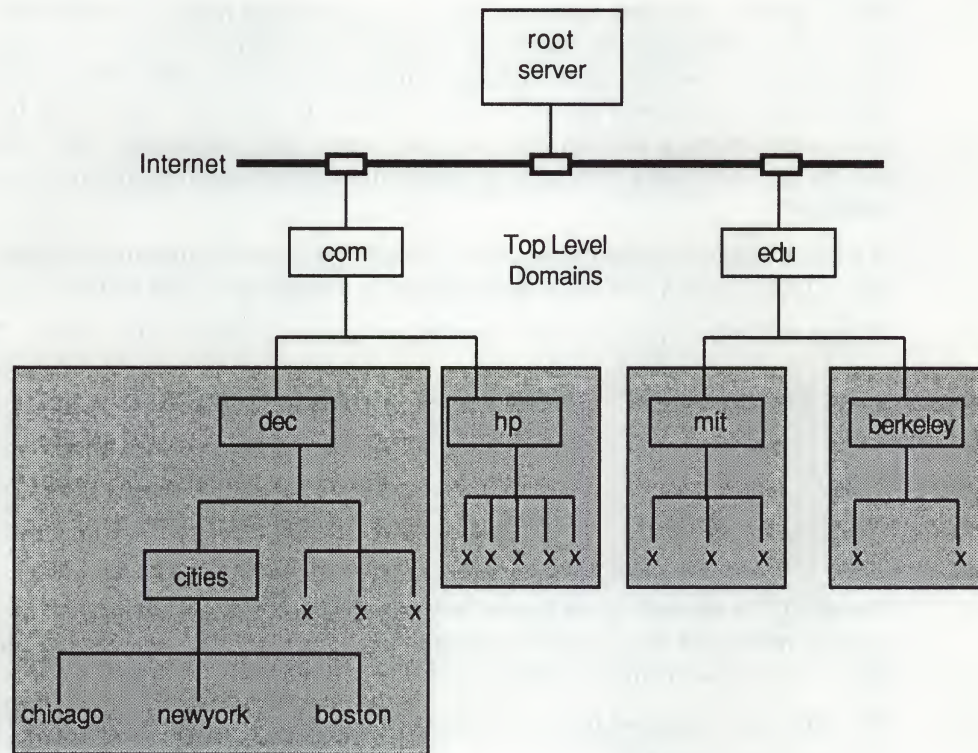 root
server
Internet
com
Top Level
Domains
edu
dec
hp
mit
berkeley
cities
x x x
x x x x x
x x x
x x
chicago
newyork
boston